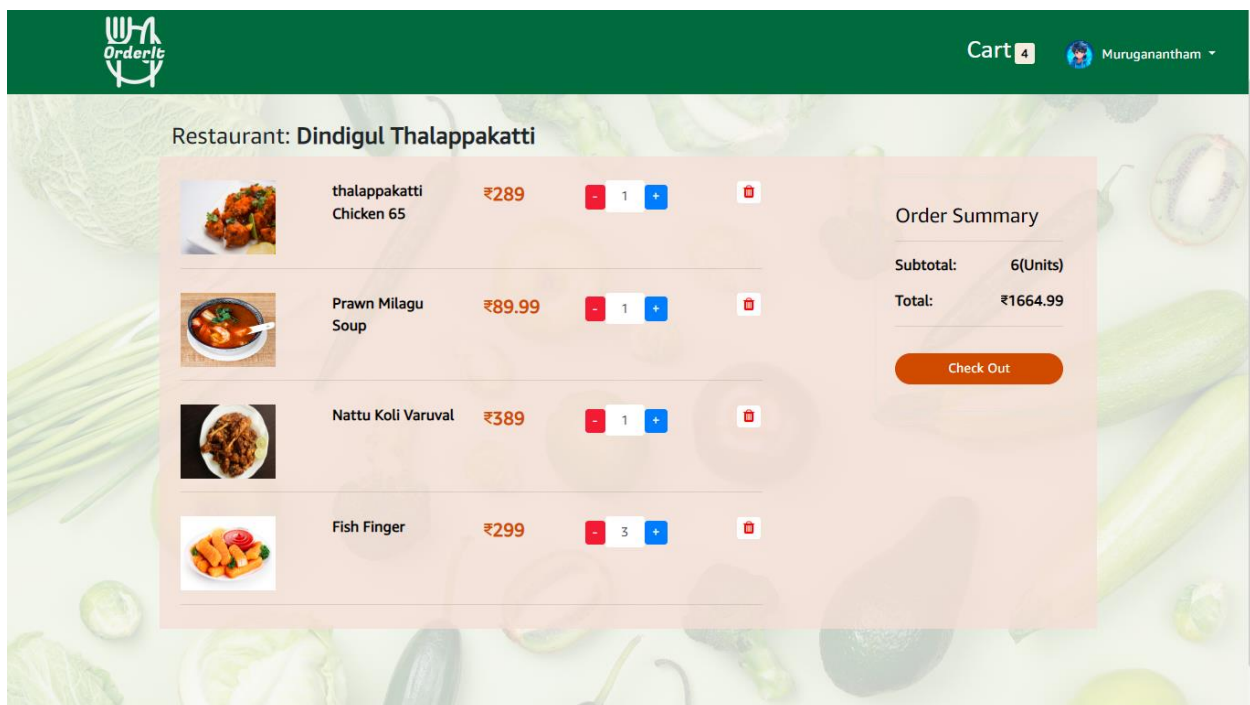 OrderIt
Cart 4
Muruganantham
Restaurant: Dindigul Thalappakatti
thalappakatti
Chicken 65
₹289
- 1 +
Prawn Milagu
Soup
₹89.99
- 1 +
Nattu Koli Varuval
₹389
- 1 +
Fish Finger
₹299
- 3 +
Order Summary
Subtotal: 6(Units)
Total: ₹1664.99
Check Out